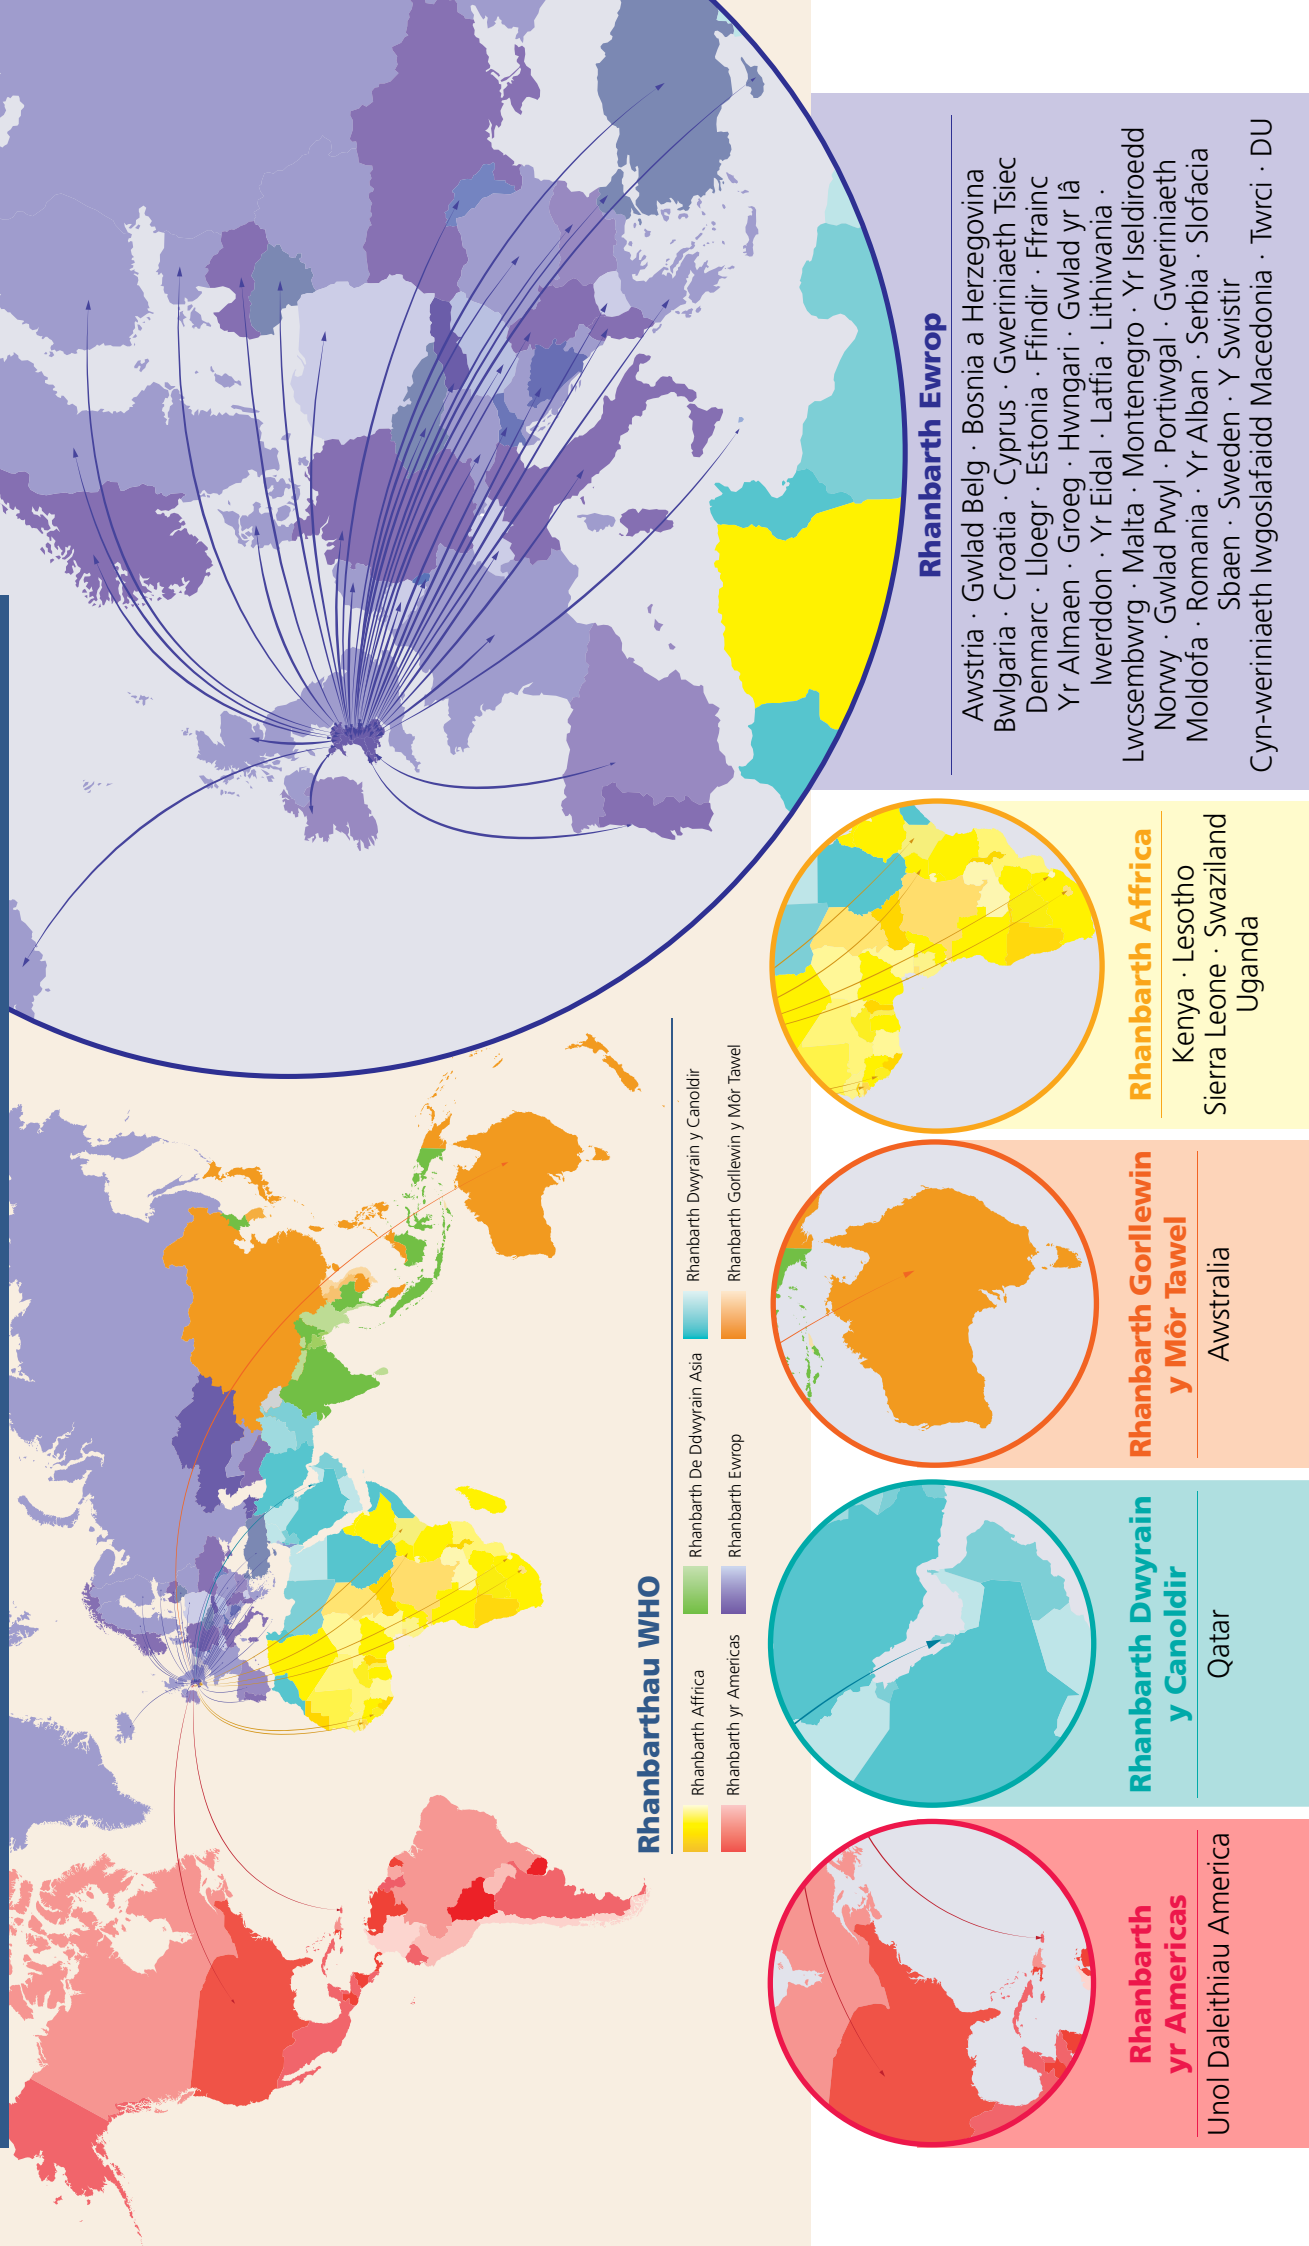 Rhanbarthau WHO
Rhanbarth Affrica
Rhanbarth De Ddwyrain Asia
Rhanbarth Dwyrain y Canoldir
Rhanbarth yr Americas
Rhanbarth Ewrop
Rhanbarth Gorllewin y Môr Tawel
Rhanbarth
yr Americas
Unol Daleithiau America
Rhanbarth Dwyrain
y Canoldir
Qatar
Rhanbarth Gorllewin
y Môr Tawel
Awstralia
Rhanbarth Affrica
Kenya · Lesotho
Sierra Leone · Swaziland
Uganda
Rhanbarth Ewrop
Awstria · Gwlad Belg · Bosnia a Herzegovina
Bwlgaria · Croatia · Cyprus · Gweriniaeth Tsiec
Denmarc · Lloegr · Estonia · Ffindir · Ffrainc
Yr Almaen · Groeg · Hwngari · Gwlad yr Iâ
Iwerddon · Yr Eidal · Latfia · Lithiwania ·
Lwcsembwrg · Malta · Montenegro · Yr Iseldiroedd
Norwy · Gwlad Pwyl · Portiwgal · Gweriniaeth
Moldofa · Romania · Yr Alban · Serbia · Slofacia
Sbaen · Sweden · Y Swistir
Cyn-weriniaeth Iwgoslafaidd Macedonia · Twrci · DU